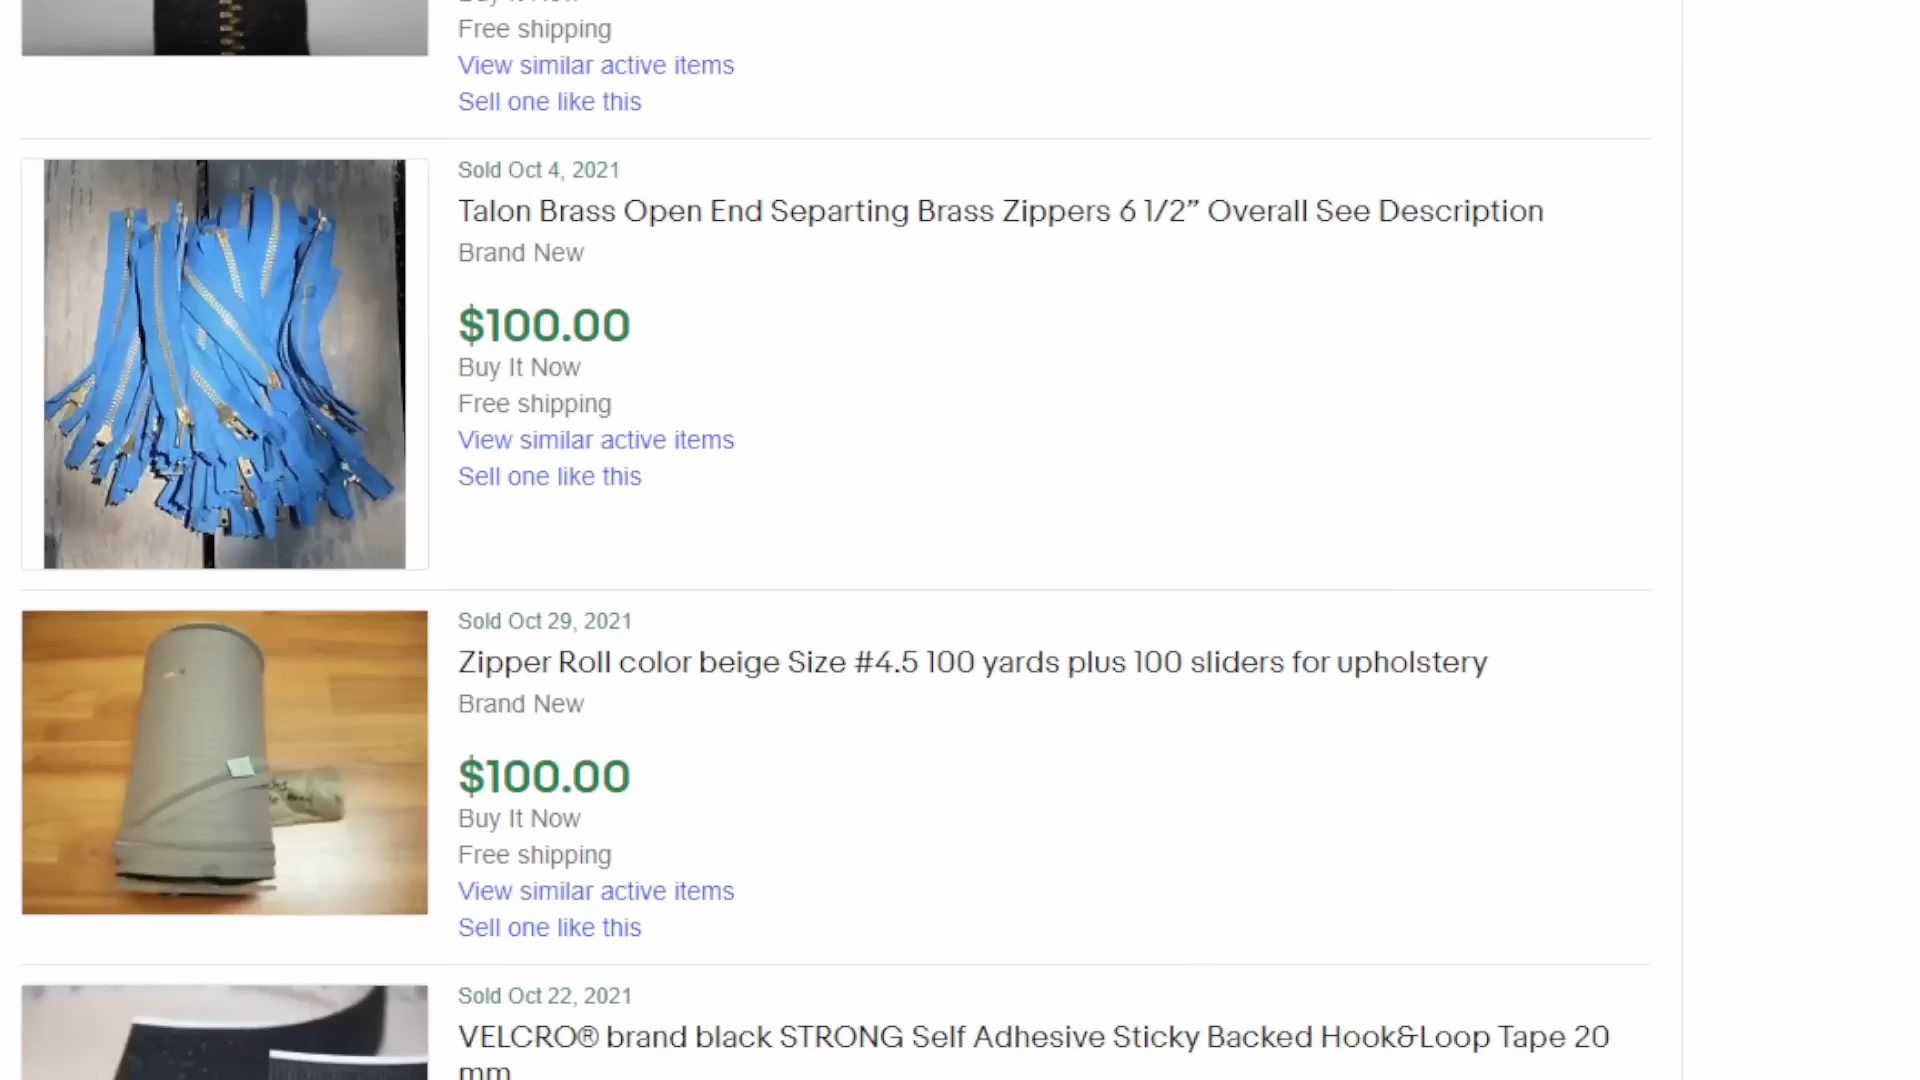 Free shipping
View similar active items
Sell one like this
Sold Oct 4, 2021
Talon Brass Open End Separting Brass Zippers 6 1/2” Overall See Description
Brand New
$100.00
Buy It Now
Free shipping
View similar active items
Sell one like this
Sold Oct 29, 2021
Zipper Roll color beige Size #4.5 100 yards plus 100 sliders for upholstery
Brand New
$100.00
Buy It Now
Free shipping
View similar active items
Sell one like this
Sold Oct 22, 2021
VELCRO® brand black STRONG Self Adhesive Sticky Backed Hook&Loop Tape 20
mm